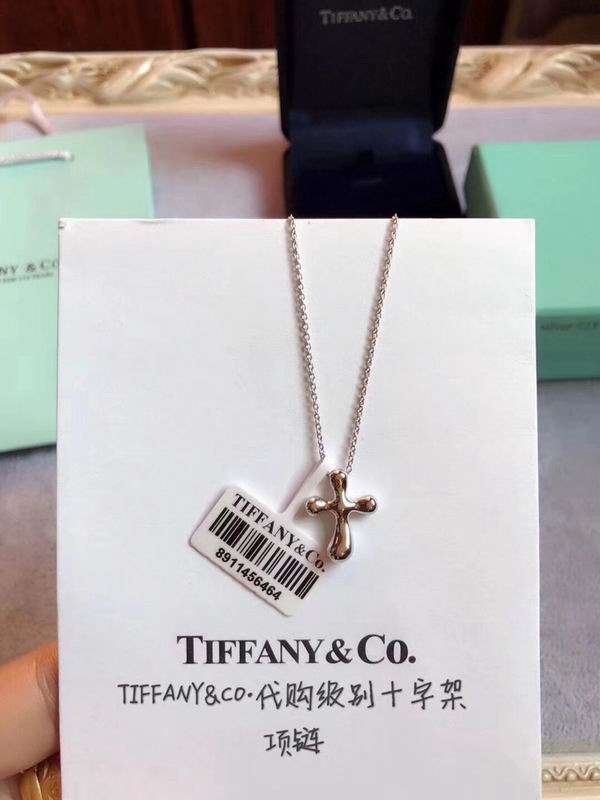 TIFFANY & CO.
NY & CO.
TIFFANY & CO.
8911456464
TIFFANY & CO.
TIFFANY&CO.代购级别十字架
项链